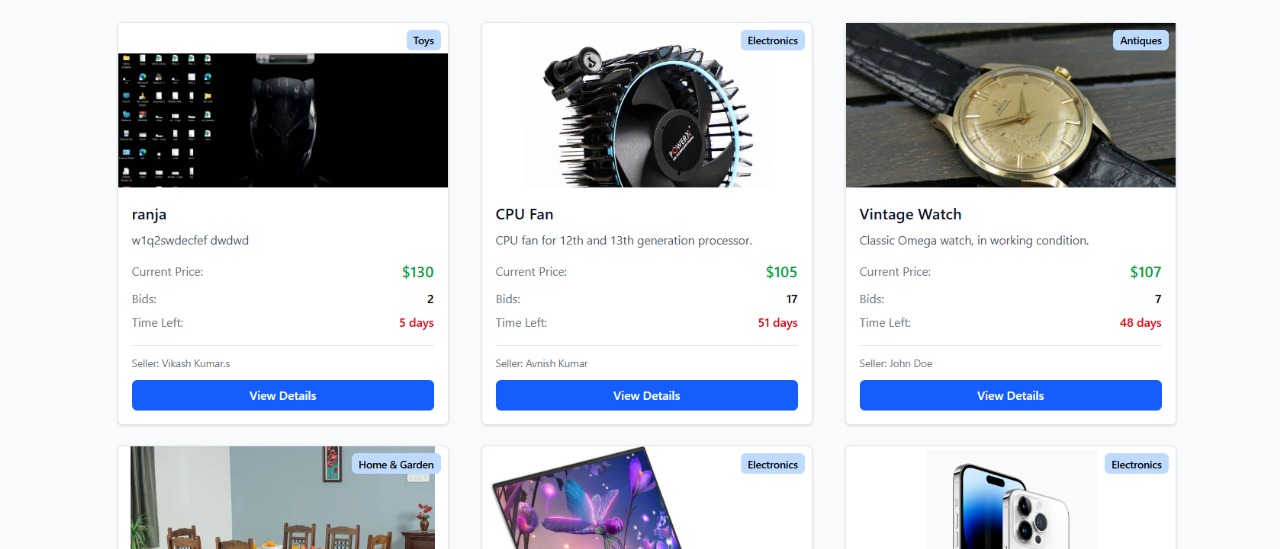 Toys
ranja
w1q2swdecfef dwdwd
Current Price: $130
Bids: 2
Time Left: 5 days
Seller: Vikash Kumar.s
View Details
Electronics
POWERX
CPU Fan
CPU fan for 12th and 13th generation processor.
Current Price: $105
Bids: 17
Time Left: 51 days
Seller: Avnish Kumar
View Details
Antiques
Vintage Watch
Classic Omega watch, in working condition.
Current Price: $107
Bids: 7
Time Left: 48 days
Seller: John Doe
View Details
Home & Garden
Electronics
Electronics